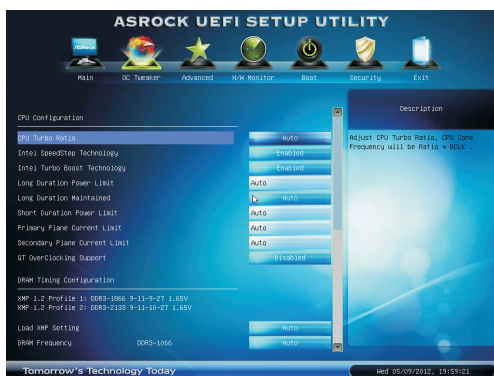 ASROCK UEFI SETUP UTILITY
ASRock
Main OC Tweaker Advanced H/W Monitor Boot Security Exit
Description
CPU Configuration
CPU Turbo Ratio Auto
Adjust CPU Turbo Ratio, CPU Core
Frequency will be Ratio * BCLK .
Intel SpeedStep Technology Enabled
Intel Turbo Boost Technology Enabled
Long Duration Power Limit Auto
Long Duration Maintained Auto
Short Duration Power Limit Auto
Primary Plane Current Limit Auto
Secondary Plane Current Limit Auto
GT OverClocking Support Disabled
DRAM Timing Configuration
XMP 1.2 Profile 1: DDR3-1866 9-11-9-27 1.65V
XMP 1.2 Profile 2: DDR3-2133 9-11-10-27 1.65V
Load XMP Setting Auto
DRAM Frequency DDR3-1066 Auto
Tomorrow's Technology Today
Wed 05/09/2012, 19:59:21